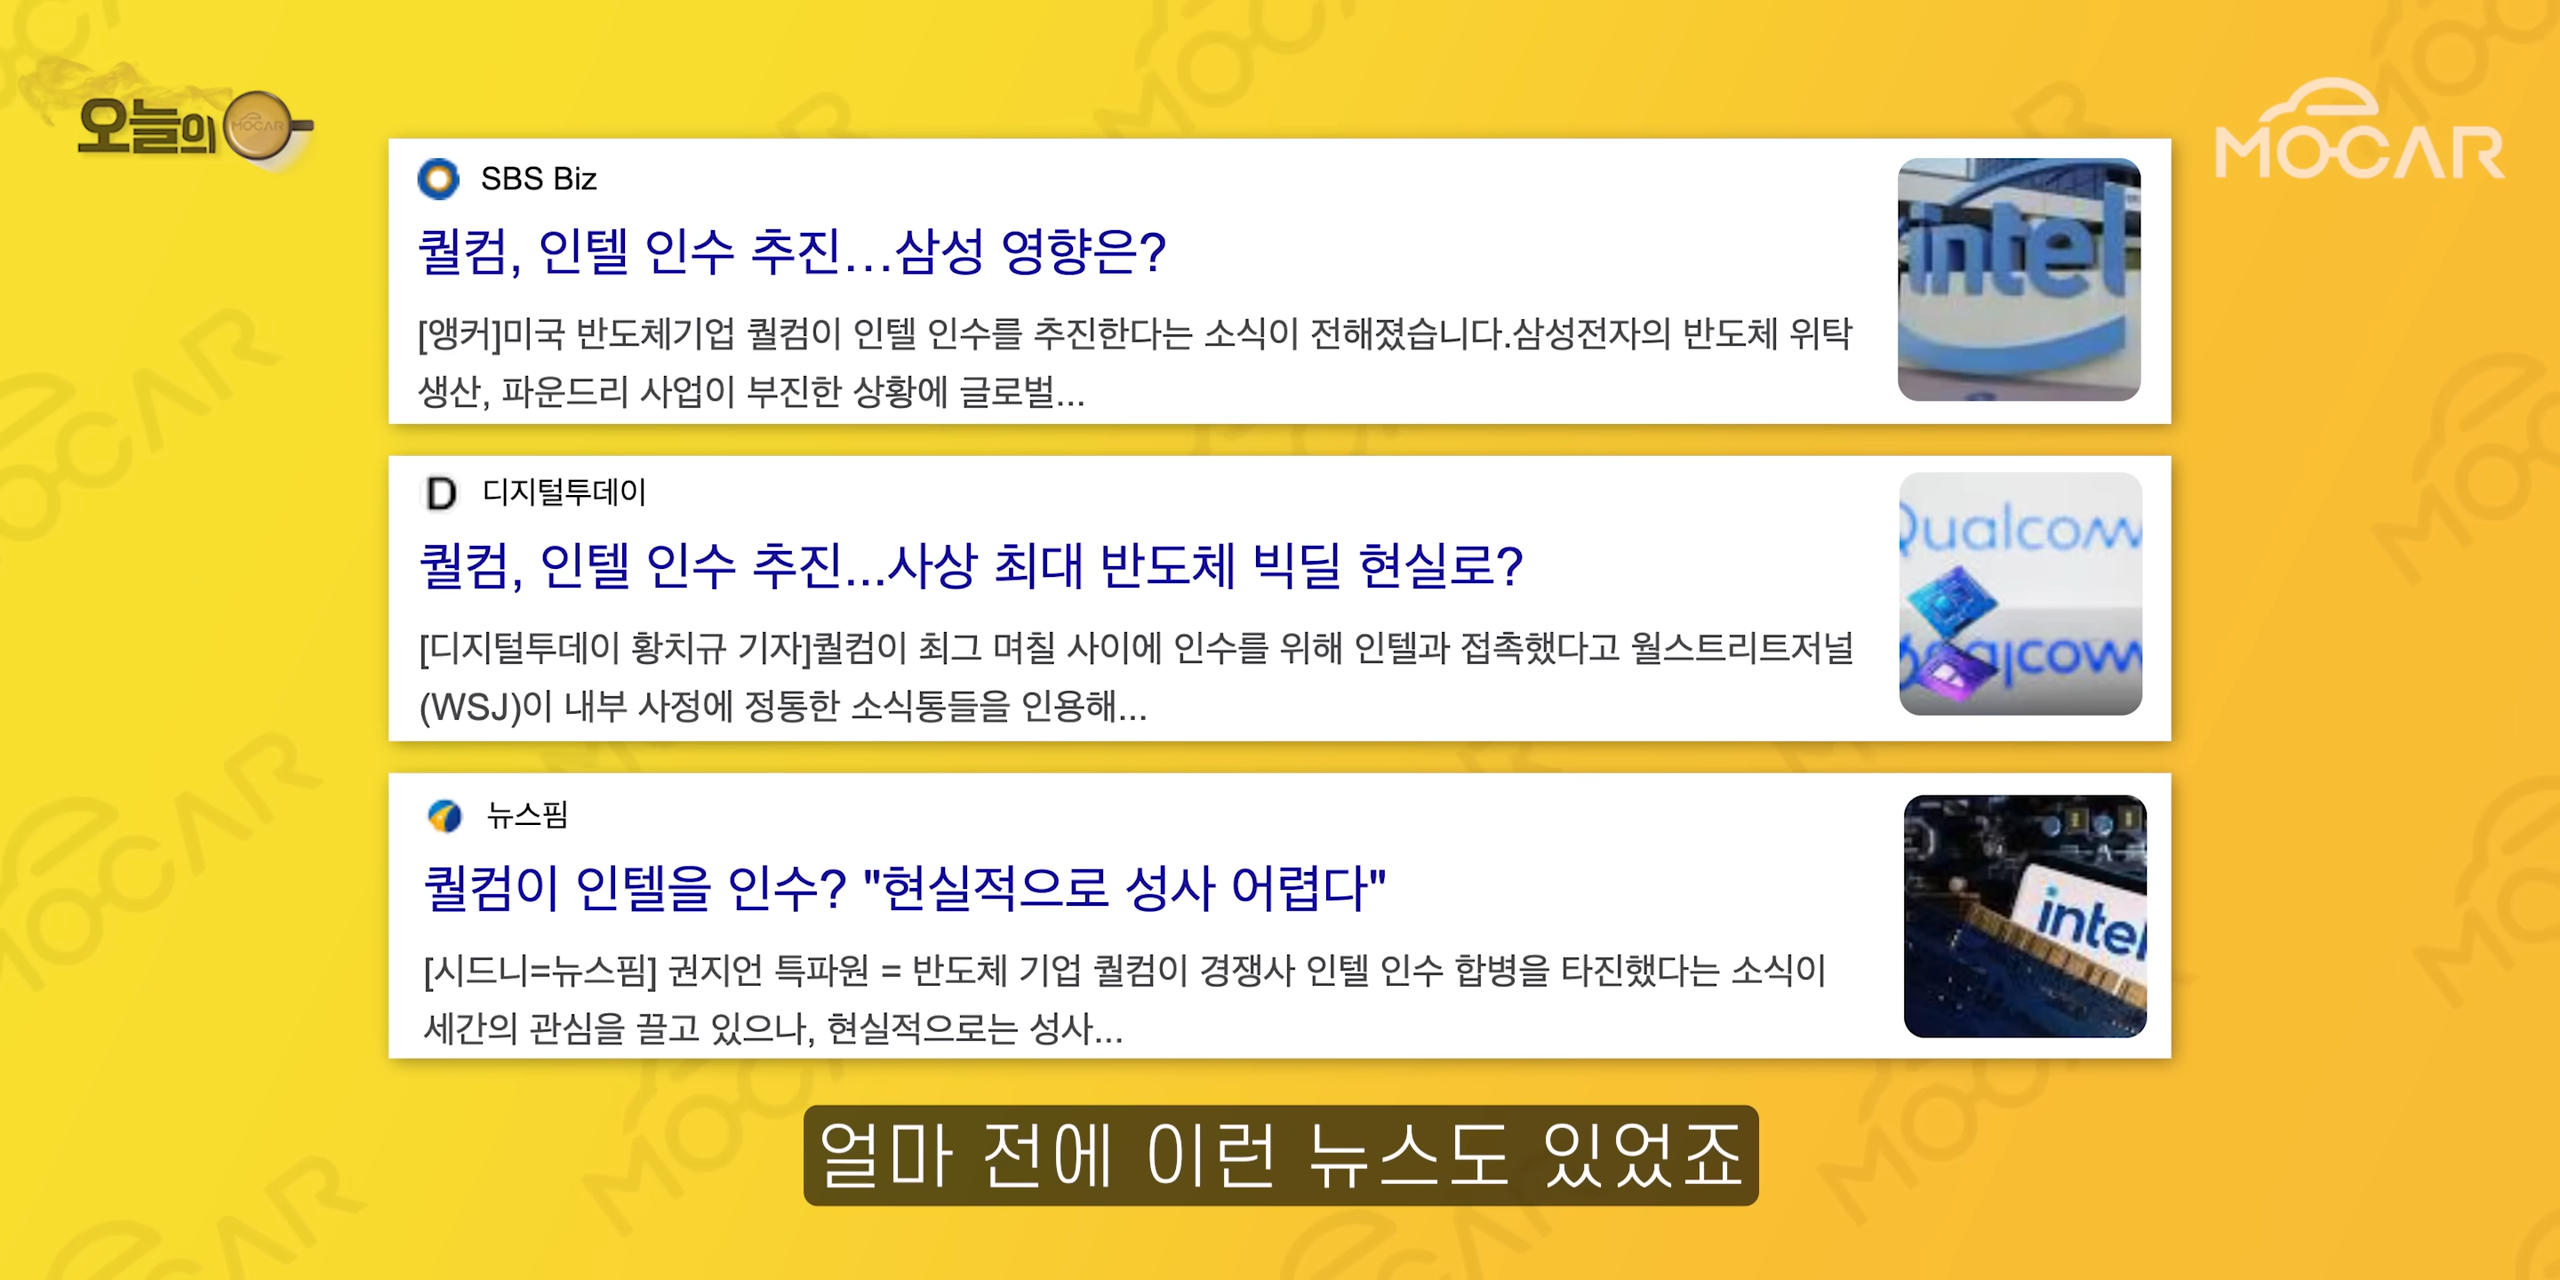 오늘의
MOCAR
MOCAR
SBS Biz
퀄컴, 인텔 인수 추진...삼성 영향은?
[앵커]미국 반도체기업 퀄컴이 인텔 인수를 추진한다는 소식이 전해졌습니다.삼성전자의 반도체 위탁
생산, 파운드리 사업이 부진한 상황에 글로벌...
intel
D 디지털투데이
퀄컴, 인텔 인수 추진...사상 최대 반도체 빅딜 현실로?
[디지털투데이 황치규 기자]퀄컴이 최그 며칠 사이에 인수를 위해 인텔과 접촉했다고 월스트리트저널
(WSJ)이 내부 사정에 정통한 소식통들을 인용해...
Qualcom
뉴스핌
퀄컴이 인텔을 인수? "현실적으로 성사 어렵다"
[시드니=뉴스핌] 권지언 특파원 = 반도체 기업 퀄컴이 경쟁사 인텔 인수 합병을 타진했다는 소식이
세간의 관심을 끌고 있으나, 현실적으로는 성사...
intel
얼마 전에 이런 뉴스도 있었죠